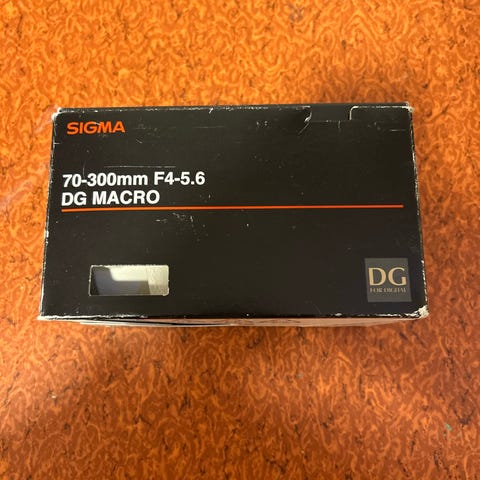 SIGMA
70-300mm F4-5.6
DG MACRO
DG
FOR DIGITAL